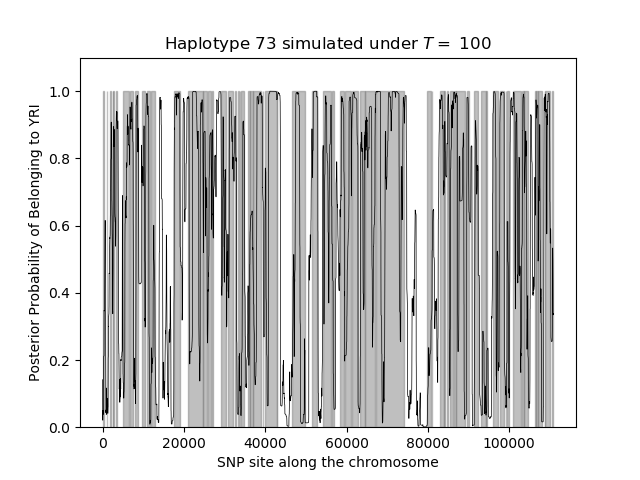 Haplotype 73 simulated under T = 100
Posterior Probability of Belonging to YRI
1.0
0.8
0.6
0.4
0.2
0.0
0 20000 40000 60000 80000 100000
SNP site along the chromosome